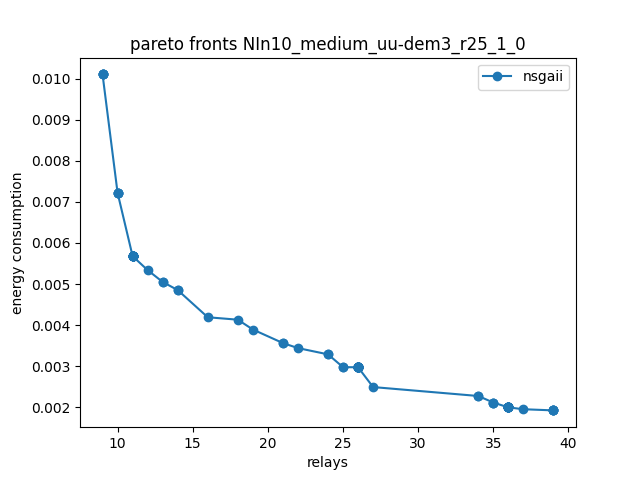 pareto fronts NIn10_medium_uu-dem3_r25_1_0
nsgaii
0.010
0.009
0.008
0.007
0.006
0.005
0.004
0.003
0.002
energy consumption
10 15 20 25 30 35 40
relays